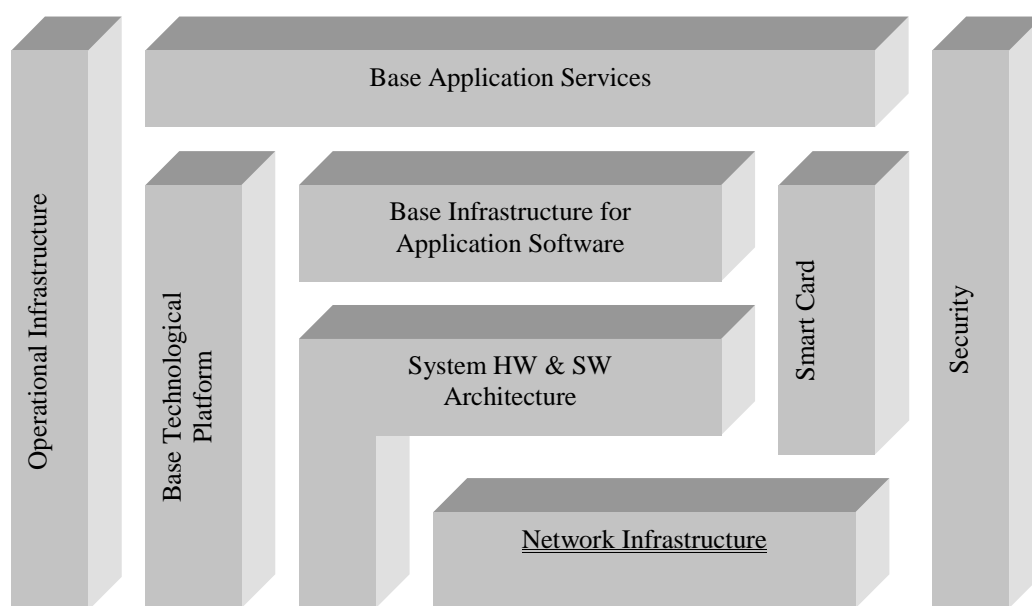 Base Application Services
Operational Infrastructure
Base Technological
Platform
Base Infrastructure for
Application Software
System HW & SW
Architecture
Smart Card
Security
Network Infrastructure